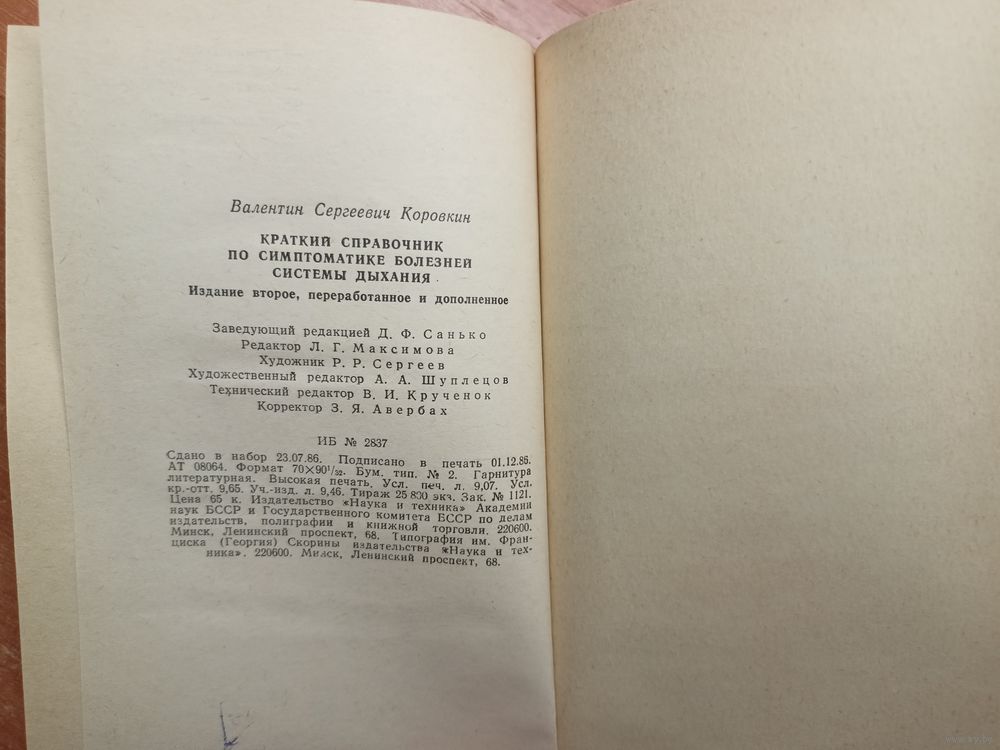 Валентин Сергеевич Коровкин
КРАТКИЙ СПРАВОЧНИК
ПО СИМПТОМАТИКЕ БОЛЕЗНЕЙ
СИСТЕМЫ ДЫХАНИЯ
Издание второе, переработанное и дополненное
Заведующий редакцией Д. Ф. Санько
Редактор Л. Г. Максимова
Художник Р. Р. Сергеев
Художественный редактор А. А. Шуплецов
Технический редактор В. И. Крученок
Корректор З. Я. Авербах
ИБ № 2837
Сдано в набор 23.07.86. Подписано в печать 01.12.86.
АТ 08064. Формат 70×90¹/₃₂. Бум. тип. № 2. Гарнитура
литературная. Высокая печать. Усл. печ. л. 9,07. Усл.
кр.-отт. 9,65. Уч.-изд. л. 9,46. Тираж 25 800 экз. Зак. № 1121.
Цена 65 к. Издательство «Наука и техника» Академии
наук БССР и Государственного комитета БССР по делам
издательств, полиграфии и книжной торговли. 220600.
Минск, Ленинский проспект, 68. Типография им. Фран-
циска (Георгия) Скорины издательства «Наука и тех-
ника». 220600. Минск, Ленинский проспект, 68.